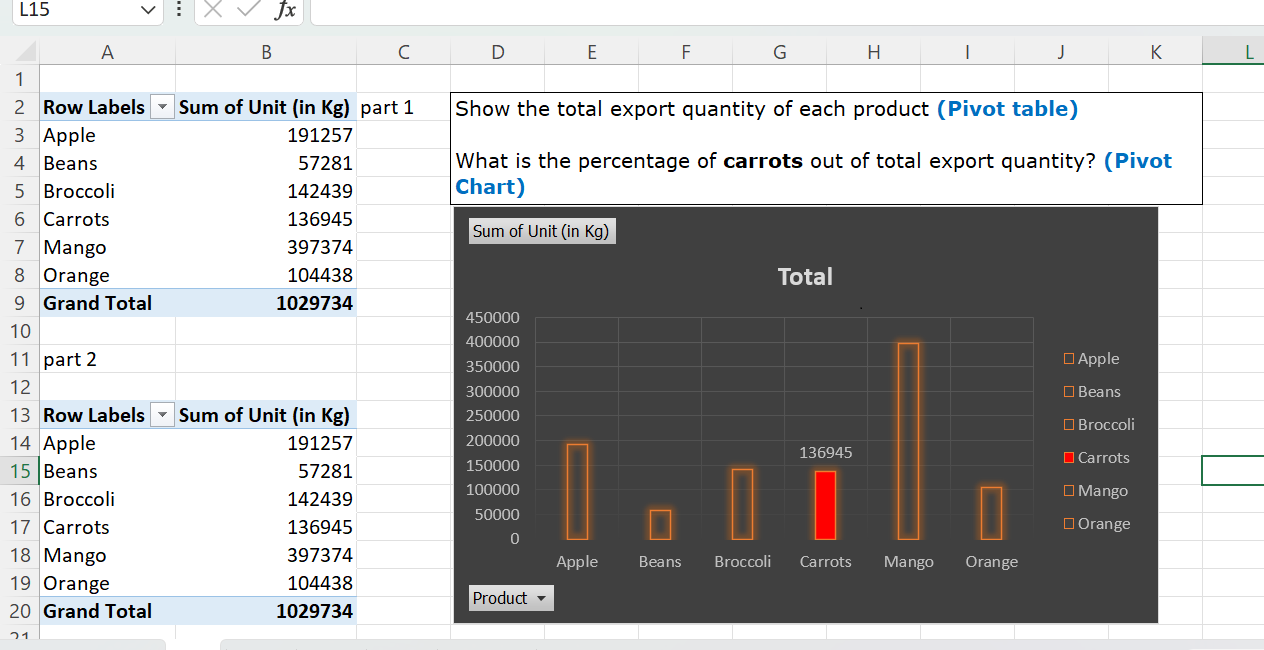 L15
fx
A B C D E F G H I J K L
1
2 Row Labels Sum of Unit (in Kg) part 1
3 Apple 191257
4 Beans 57281
5 Broccoli 142439
6 Carrots 136945
7 Mango 397374
8 Orange 104438
9 Grand Total 1029734
10
11 part 2
12
13 Row Labels Sum of Unit (in Kg)
14 Apple 191257
15 Beans 57281
16 Broccoli 142439
17 Carrots 136945
18 Mango 397374
19 Orange 104438
20 Grand Total 1029734
21
Show the total export quantity of each product (Pivot table)
What is the percentage of carrots out of total export quantity? (Pivot
Chart)
Sum of Unit (in Kg)
Total
450000
400000
350000
300000
250000
200000
150000
100000
50000
0
136945
Apple Beans Broccoli Carrots Mango Orange
Apple
Beans
Broccoli
Carrots
Mango
Orange
Product